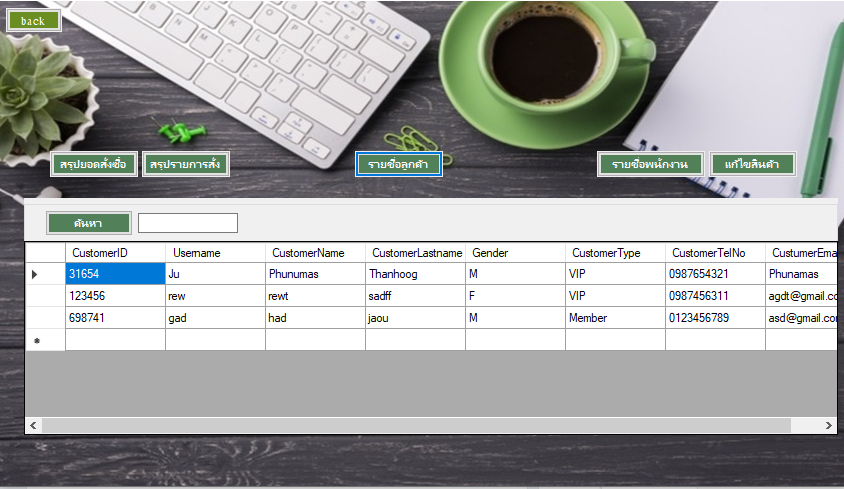 back
สรุปยอดสั่งซื้อ สรุปรายการสั่ง รายชื่อลูกค้า รายชื่อพนักงาน แก้ไขสินค้า
ค้นหา
CustomerID Username CustomerName CustomerLastname Gender CustomerType CustomerTelNo CustumerEma
31654 Ju Phunumas Thanhoog M VIP 0987654321 Phunamas
123456 rew rewt sadff F VIP 0987456311 agdt@gmail.co
698741 gad had jaou M Member 0123456789 asd@gmail.com